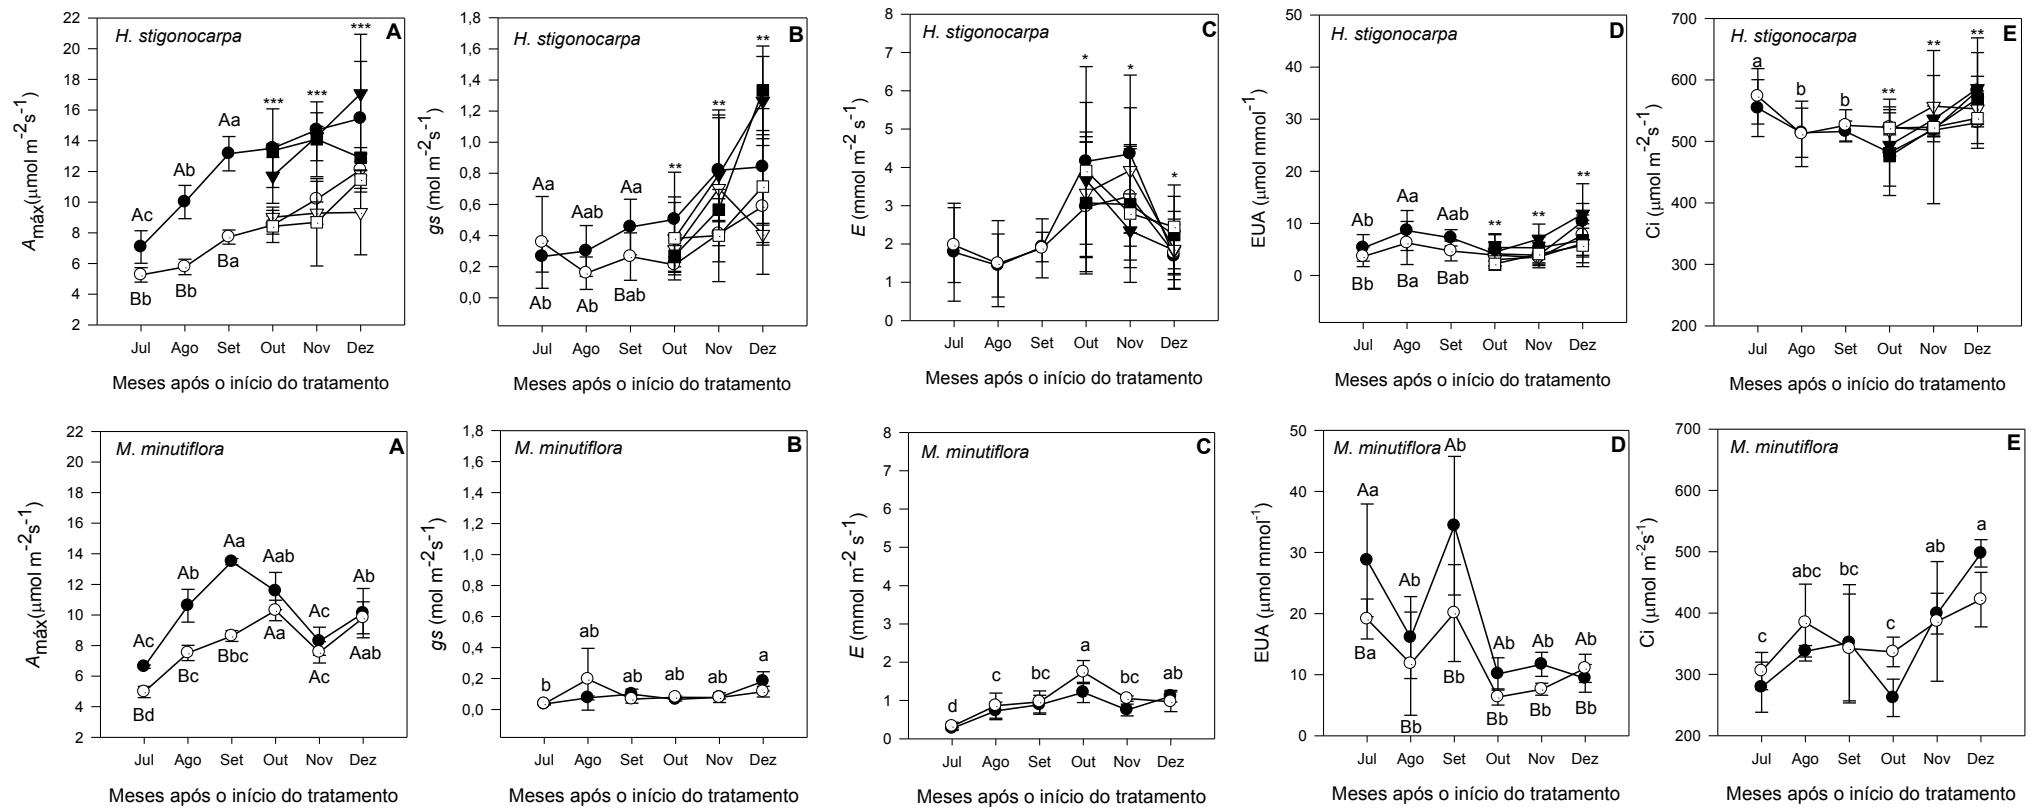 H. stigonocarpa
A
Amáx(μmol m-2s-1)
22
20
18
16
14
12
10
8
6
4
2
Ac
Ab
Aa
***
***
***
Bb
Bb
Ba
Jul Ago Set Out Nov Dez
Meses após o início do tratamento
H. stigonocarpa
B
gs (mol m-2s-1)
1,8
1,6
1,4
1,2
1,0
0,8
0,6
0,4
0,2
0,0
Aa
Aab
Aa
**
**
**
Ab
Ab
Bab
Jul Ago Set Out Nov Dez
Meses após o início do tratamento
H. stigonocarpa
C
E (mmol m-2 s-1)
8
7
6
5
4
3
2
1
0
*
*
*
Jul Ago Set Out Nov Dez
Meses após o início do tratamento
H. stigonocarpa
D
EUA (μmol mmol-1)
50
40
30
20
10
0
Ab
Aa
Aab
**
**
**
Bb
Ba
Bab
Jul Ago Set Out Nov Dez
Meses após o início do tratamento
H. stigonocarpa
E
Ci (μmol m-2s-1)
700
600
500
400
300
200
a
b
b
**
**
**
Jul Ago Set Out Nov Dez
Meses após o início do tratamento
M. minutiflora
A
Amáx(μmol m-2s-1)
22
20
18
16
14
12
10
8
6
4
2
Ac
Ab
Aa
Aab
Ac
Ab
Bd
Bc
Bbc
Aa
Ac
Aab
Jul Ago Set Out Nov Dez
Meses após o início do tratamento
M. minutiflora
B
gs (mol m-2s-1)
1,8
1,6
1,4
1,2
1,0
0,8
0,6
0,4
0,2
0,0
b
ab
ab
ab
ab
a
Jul Ago Set Out Nov Dez
Meses após o início do tratamento
M. minutiflora
C
E (mmol m-2 s-1)
8
7
6
5
4
3
2
1
0
d
c
bc
a
bc
ab
Jul Ago Set Out Nov Dez
Meses após o início do tratamento
M. minutiflora
D
EUA (μmol mmol-1)
50
40
30
20
10
0
Aa
Ab
Ab
Ab
Ab
Ab
Ba
Bb
Bb
Bb
Bb
Bb
Jul Ago Set Out Nov Dez
Meses após o início do tratamento
M. minutiflora
E
Ci (μmol m-2s-1)
700
600
500
400
300
200
c
abc
bc
c
ab
a
Jul Ago Set Out Nov Dez
Meses após o início do tratamento